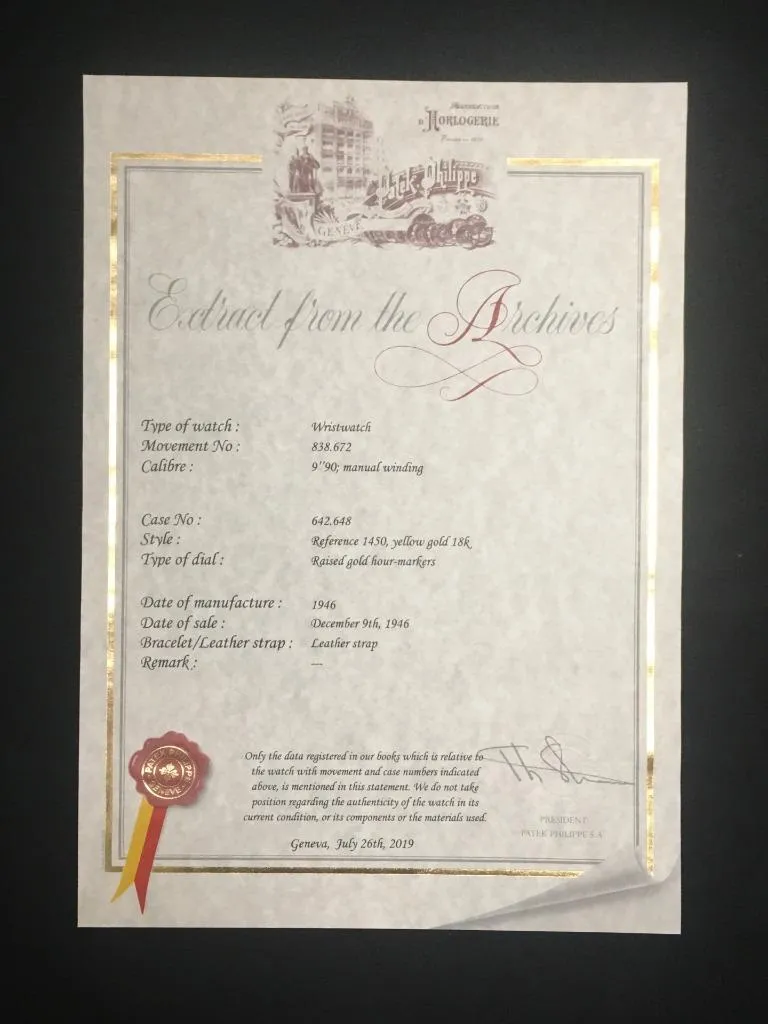 MANUFACTURE
D'HORLOGERIE
Patek Philippe
GENÈVE
Extract from the Archives
Type of watch : Wristwatch
Movement No : 838.672
Calibre : 9''90; manual winding
Case No : 642.648
Style : Reference 1450, yellow gold 18k
Type of dial : Raised gold hour-markers
Date of manufacture : 1946
Date of sale : December 9th, 1946
Bracelet/Leather strap : Leather strap
Remark : ---
Only the data registered in our books which is relative to
the watch with movement and case numbers indicated
above, is mentioned in this statement. We do not take
position regarding the authenticity of the watch in its
current condition, or its components or the materials used.
Geneva, July 26th, 2019
PATEK PHILIPPE
GENEVE
PRESIDENT
PATEK PHILIPPE S.A.